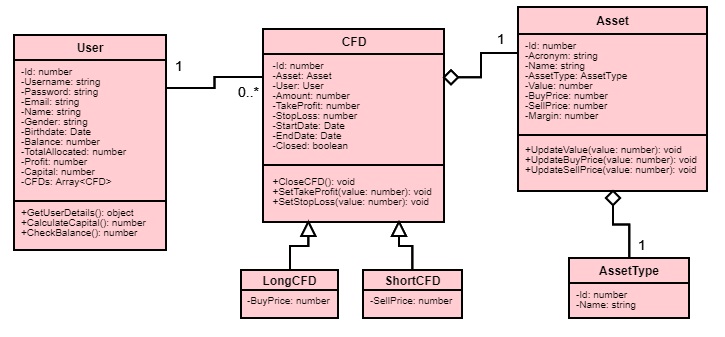 User
-Id: number
-Username: string
-Password: string
-Email: string
-Name: string
-Gender: string
-Birthdate: Date
-Balance: number
-TotalAllocated: number
-Profit: number
-Capital: number
-CFDs: Array<CFD>
+GetUserDetails(): object
+CalculateCapital(): number
+CheckBalance(): number
1
0..*
CFD
-Id: number
-Asset: Asset
-User: User
-Amount: number
-TakeProfit: number
-StopLoss: number
-StartDate: Date
-EndDate: Date
-Closed: boolean
+CloseCFD(): void
+SetTakeProfit(value: number): void
+SetStopLoss(value: number): void
1
Asset
-Id: number
-Acronym: string
-Name: string
-AssetType: AssetType
-Value: number
-BuyPrice: number
-SellPrice: number
-Margin: number
+UpdateValue(value: number): void
+UpdateBuyPrice(value: number): void
+UpdateSellPrice(value: number): void
1
LongCFD
-BuyPrice: number
ShortCFD
-SellPrice: number
AssetType
-Id: number
-Name: string